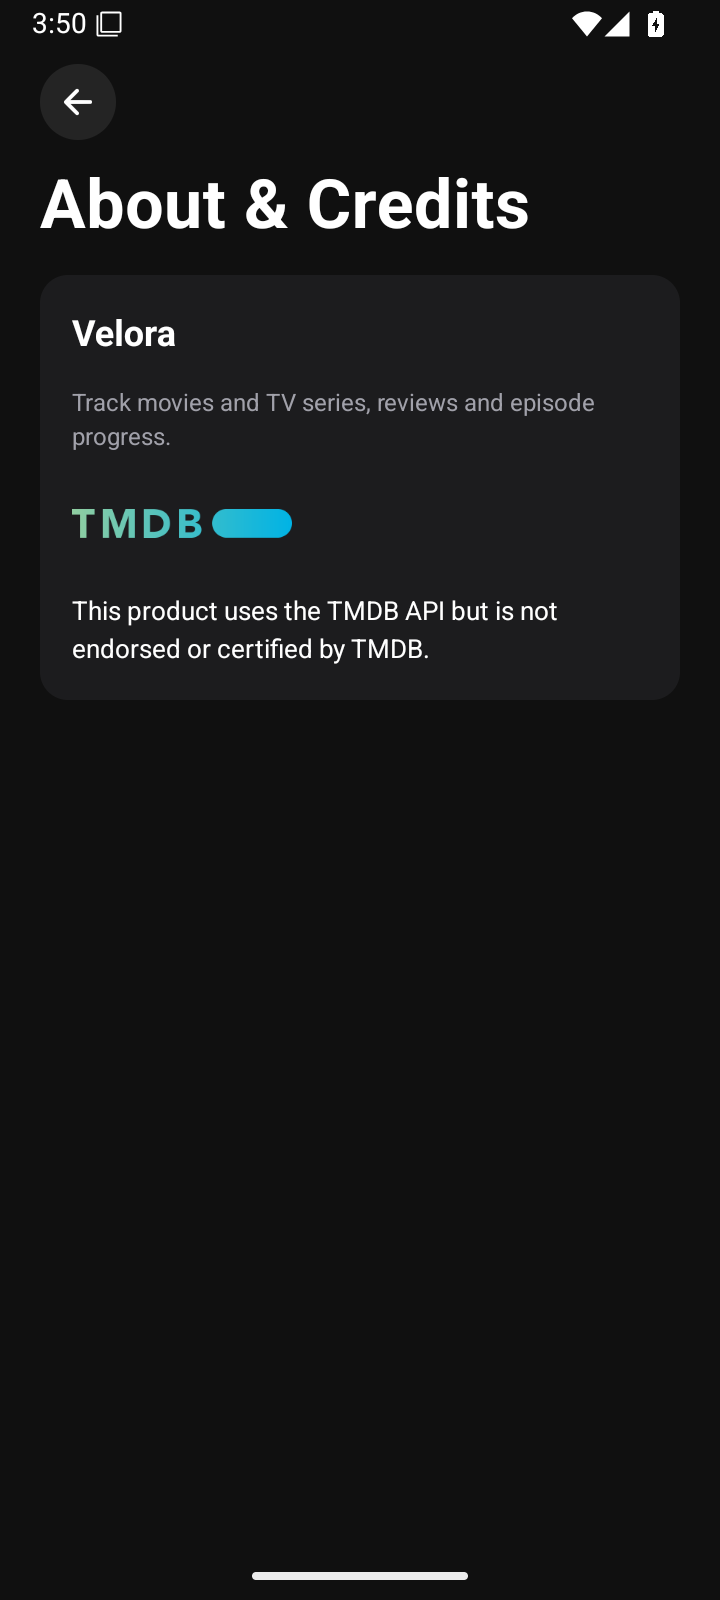 3:50
About & Credits
Velora
Track movies and TV series, reviews and episode
progress.
TMDB
This product uses the TMDB API but is not
endorsed or certified by TMDB.